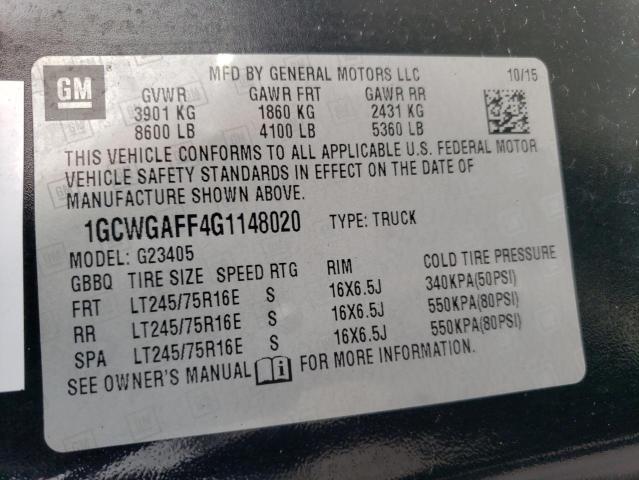 GM
MFD BY GENERAL MOTORS LLC 10/15
GVWR GAWR FRT GAWR RR
3901 KG 1860 KG 2431 KG
8600 LB 4100 LB 5360 LB
THIS VEHICLE CONFORMS TO ALL APPLICABLE U.S. FEDERAL MOTOR
VEHICLE SAFETY STANDARDS IN EFFECT ON THE DATE OF
MANUFACTURE SHOWN ABOVE.
1GCWGAFF4G1148020 TYPE: TRUCK
MODEL: G23405
GBBQ TIRE SIZE SPEED RTG RIM COLD TIRE PRESSURE
FRT LT245/75R16E S 16X6.5J 340KPA(50PSI)
RR LT245/75R16E S 16X6.5J 550KPA(80PSI)
SPA LT245/75R16E S 16X6.5J 550KPA(80PSI)
SEE OWNER'S MANUAL FOR MORE INFORMATION.